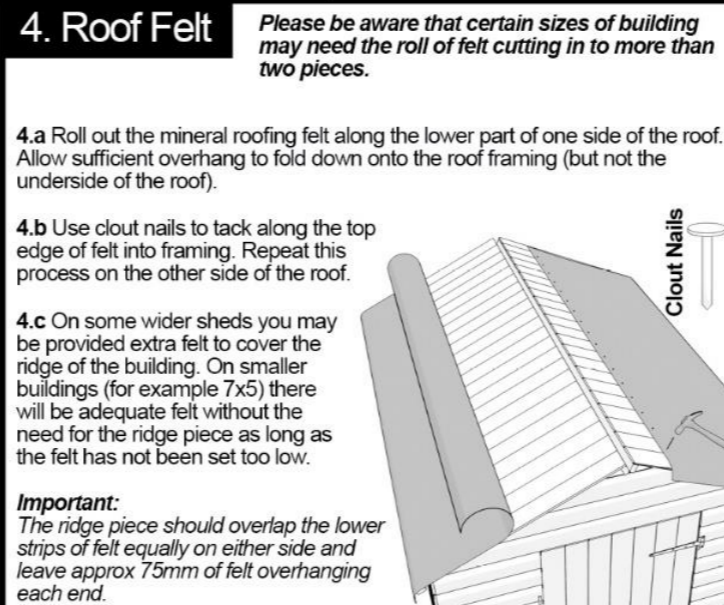 4. Roof Felt
Please be aware that certain sizes of building
may need the roll of felt cutting in to more than
two pieces.
4.a Roll out the mineral roofing felt along the lower part of one side of the roof.
Allow sufficient overhang to fold down onto the roof framing (but not the
underside of the roof).
4.b Use clout nails to tack along the top
edge of felt into framing. Repeat this
process on the other side of the roof.
4.c On some wider sheds you may
be provided extra felt to cover the
ridge of the building. On smaller
buildings (for example 7x5) there
will be adequate felt without the
need for the ridge piece as long as
the felt has not been set too low.
Important:
The ridge piece should overlap the lower
strips of felt equally on either side and
leave approx 75mm of felt overhanging
each end.
Clout Nails